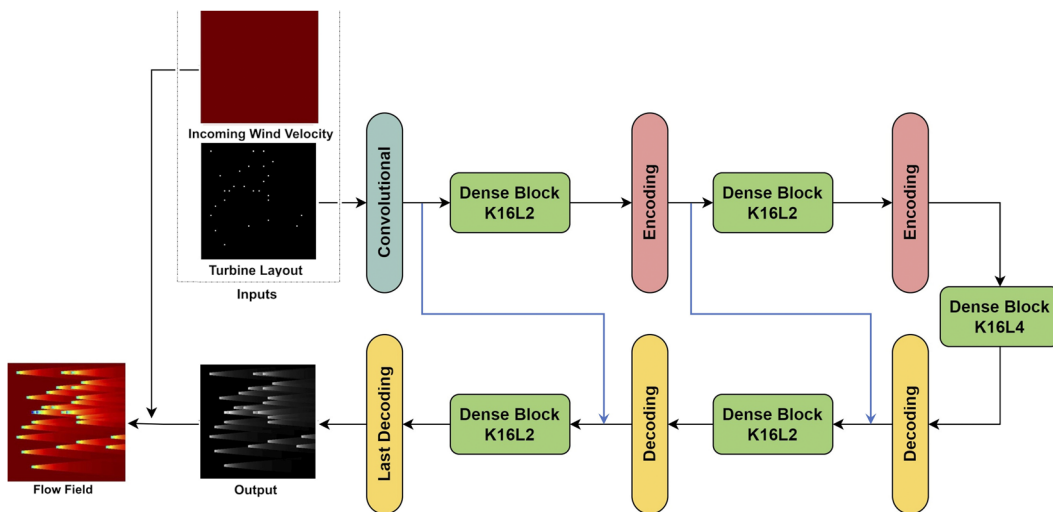 Incoming Wind Velocity
Turbine Layout
Inputs
Convolutional
Dense Block
K16L2
Encoding
Dense Block
K16L2
Encoding
Dense Block
K16L4
Decoding
Dense Block
K16L2
Decoding
Dense Block
K16L2
Last Decoding
Output
Flow Field